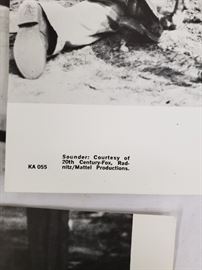 Sounder: Courtesy of
20th Century-Fox, Rad-
KA 055 nitz/Mattel Productions.